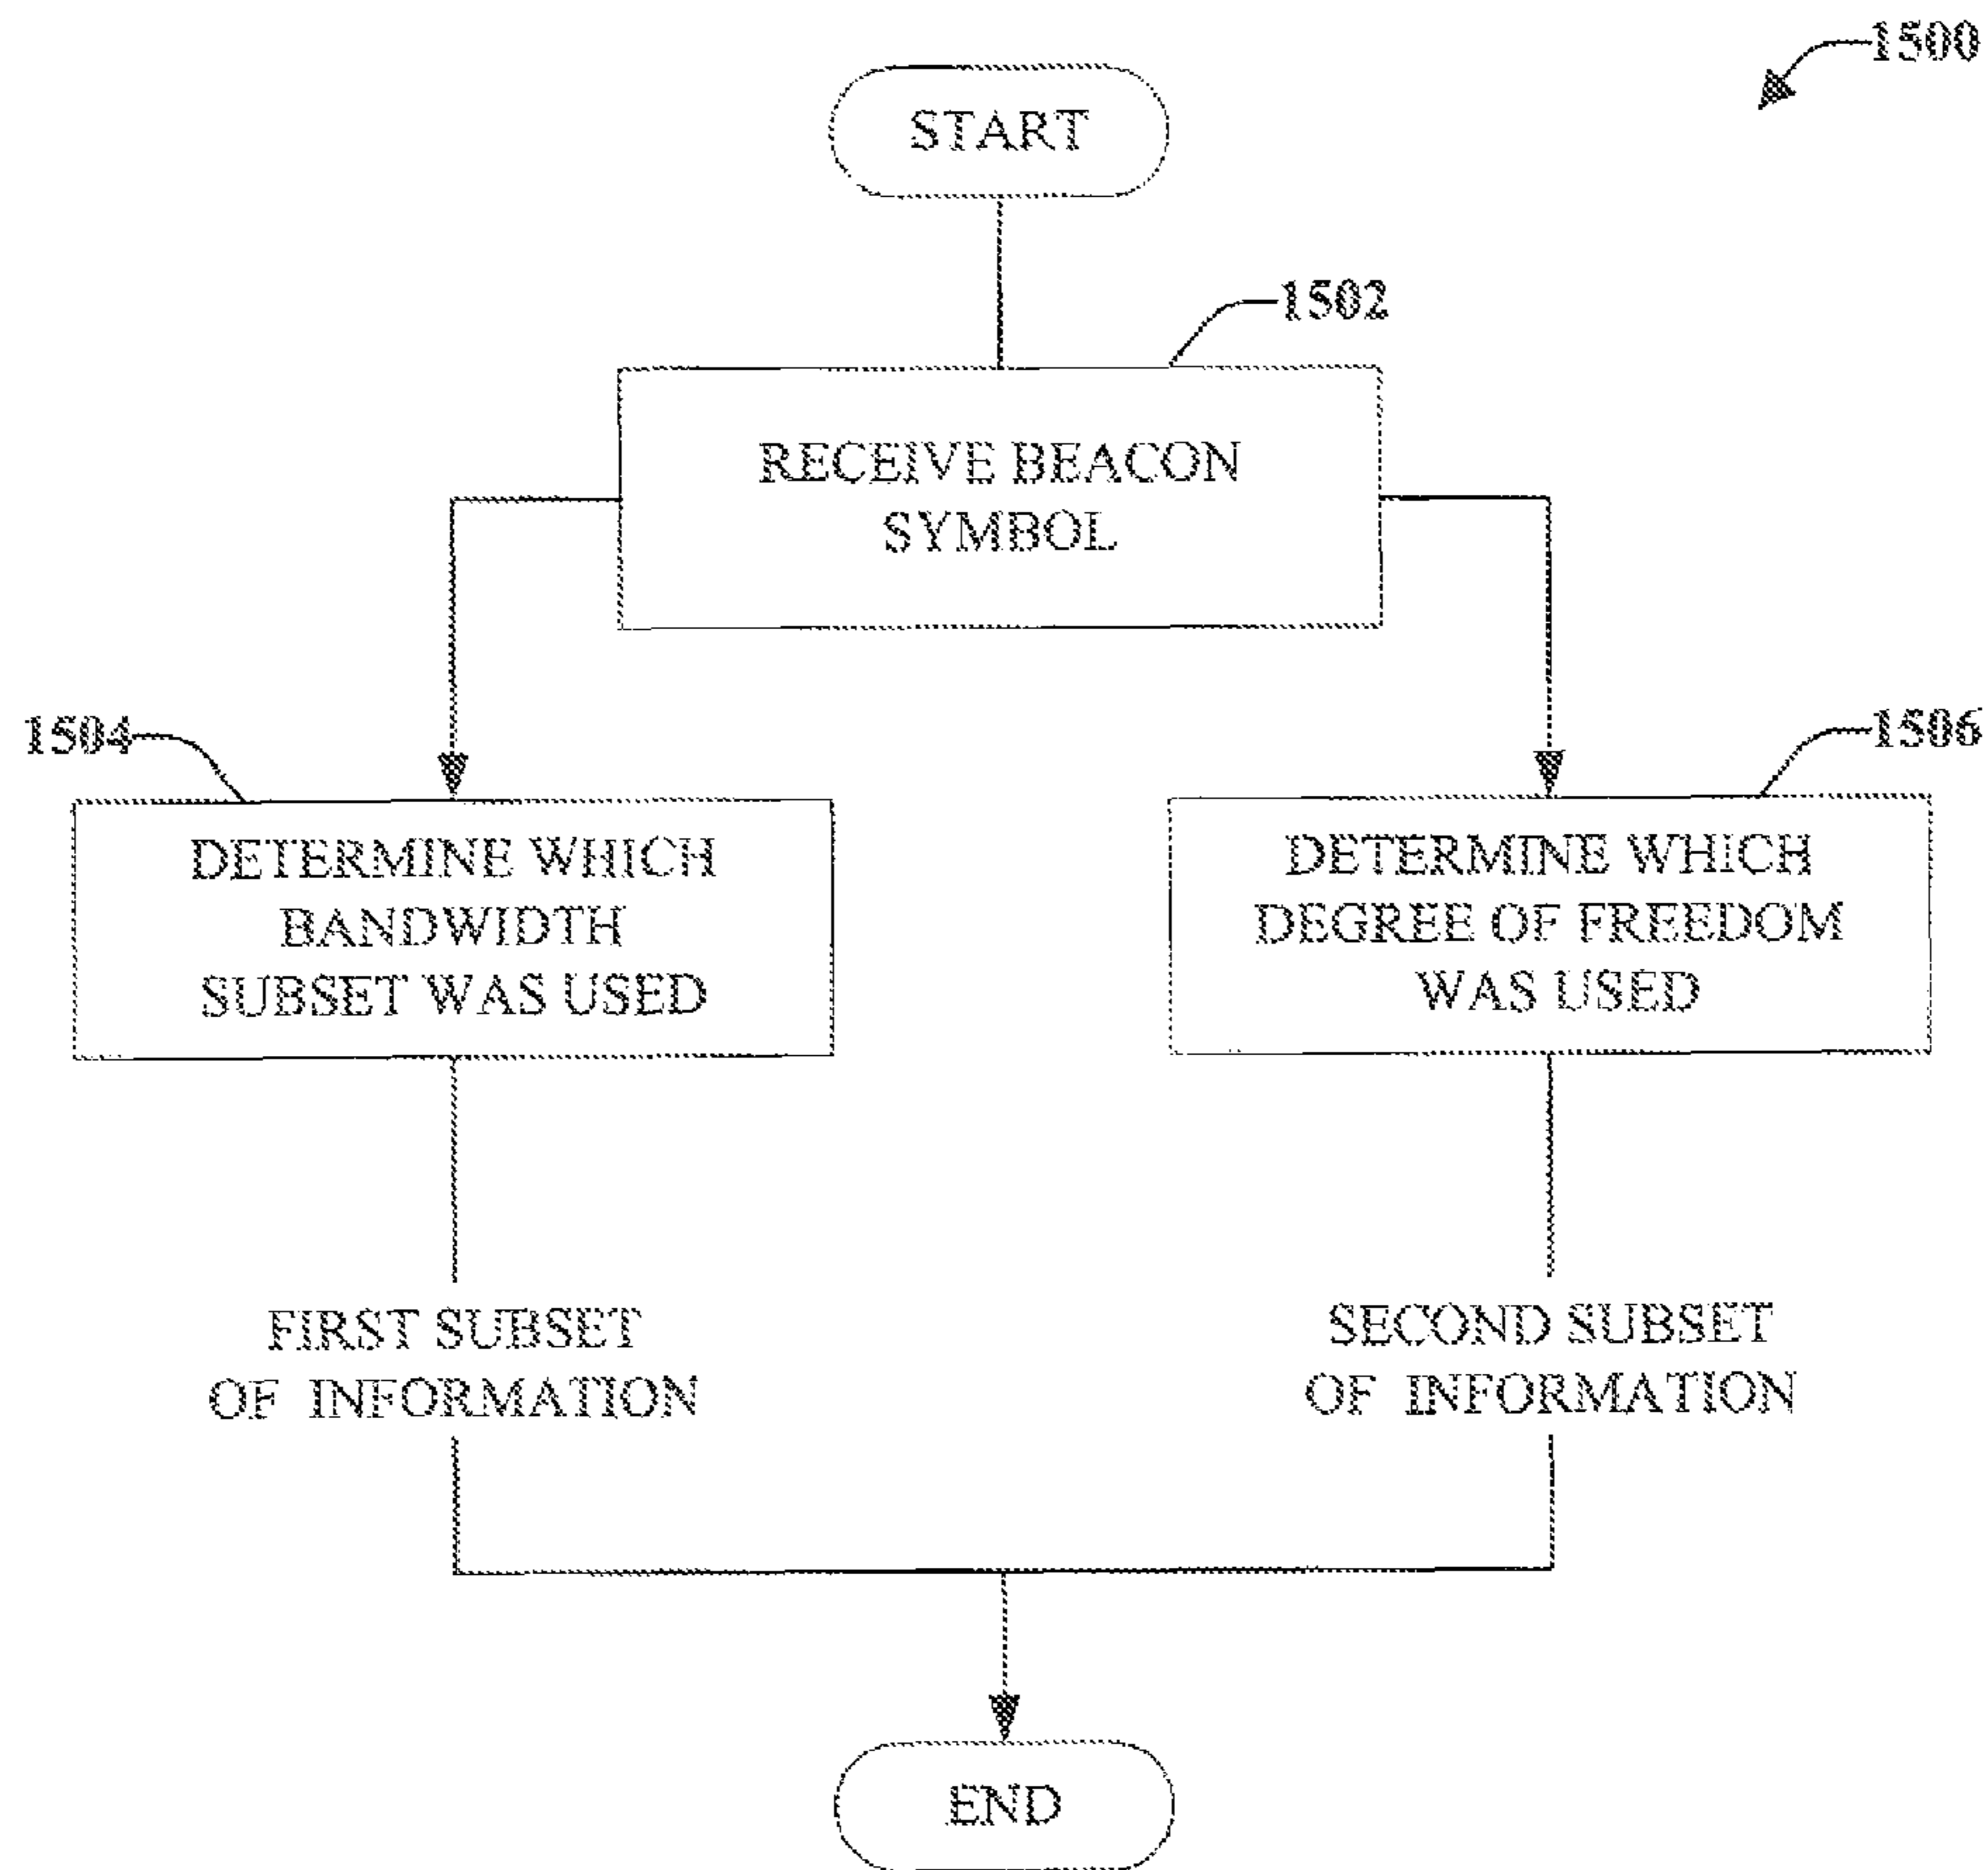 1500
START
1502
RECEIVE BEACON
SYMBOL
1504
1506
DETERMINE WHICH
BANDWIDTH
SUBSET WAS USED
DETERMINE WHICH
DEGREE OF FREEDOM
WAS USED
FIRST SUBSET
OF INFORMATION
SECOND SUBSET
OF INFORMATION
END